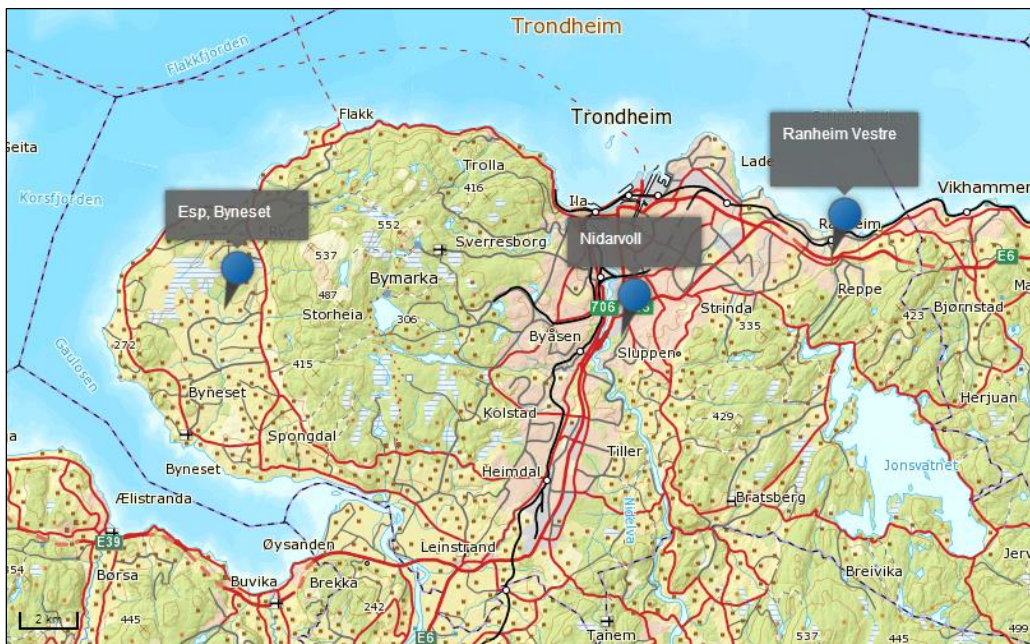 Trondheim
Flakkfjorden
Flakk
Trondheim
Geita
Korsfjorden
Trolla
416
Ila
Lade
Ranheim Vestre
Vikhammer
Esp, Byneset
552
Sverresborg
Nidarvoll
Ranheim
E6
537
Bymarka
487
Storheia
306
706
Strinda
335
Reppe
Bjørnstad
423
272
Gaulosen
415
Byåsen
Sluppen
Byneset
Kolstad
429
Herjuan
Spongdal
Tiller
Byneset
Heimdal
Jonsvatnet
Ælistranda
Nidelva
Bratsberg
E39
Øysanden
Leinstrand
Børsa
Buvika
Brekka
Breivika
354
242
2 km
445
E6
Tanem
537
445
499